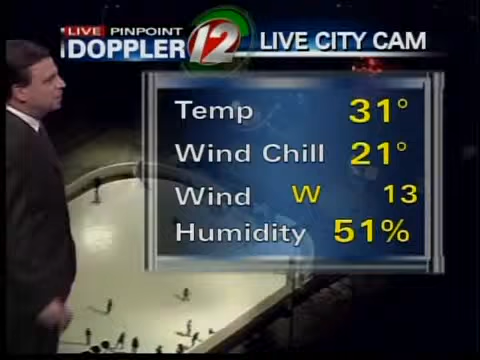 LIVE PINPOINT
DOPPLER 12 LIVE CITY CAM
Temp 31°
Wind Chill 21°
Wind W 13
Humidity 51%